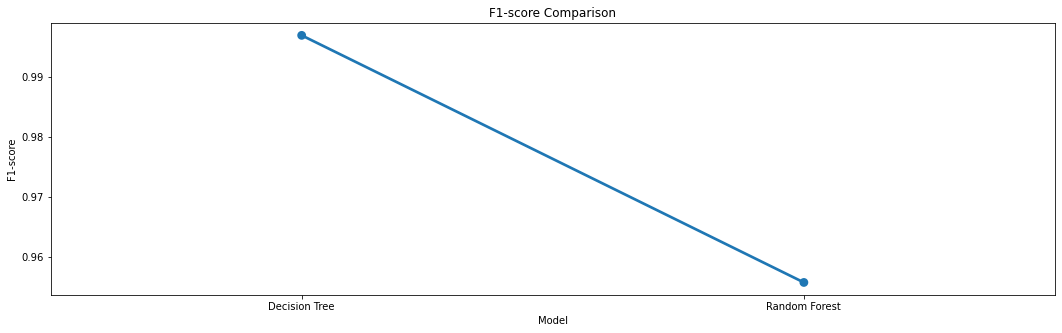 F1-score Comparison
F1-score
0.99
0.98
0.97
0.96
Decision Tree
Random Forest
Model